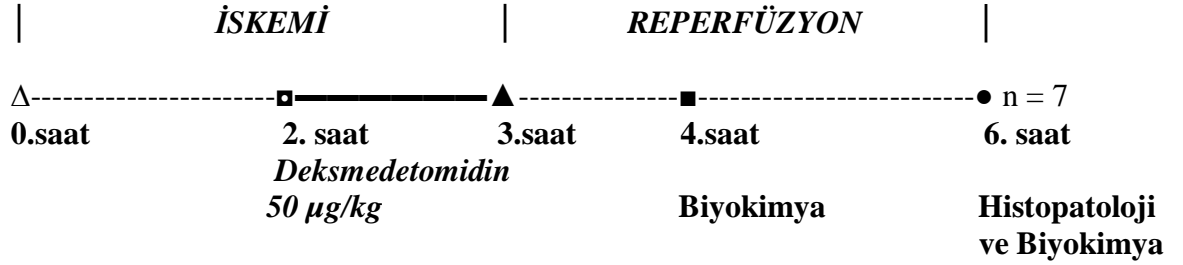 | İSKEMİ | REPERFÜZYON |
∆-----------------------◘▬▬▬▬▬▬▲---------------■--------------------------● n = 7
0.saat 2. saat 3.saat 4.saat 6. saat
Deksmedetomidin
50 µg/kg Biyokimya Histopatoloji
ve Biyokimya